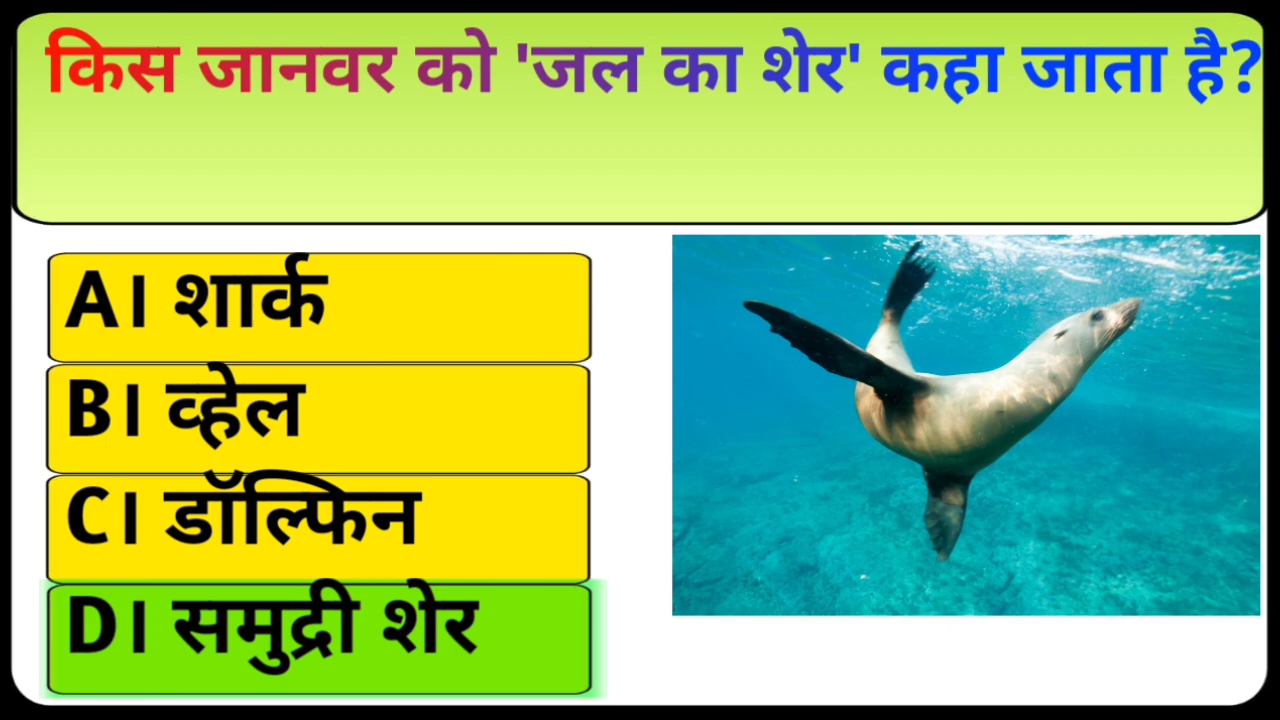 किस जानवर को 'जल का शेर' कहा जाता है?
A। शार्क
B। व्हेल
C। डॉल्फिन
D। समुद्री शेर